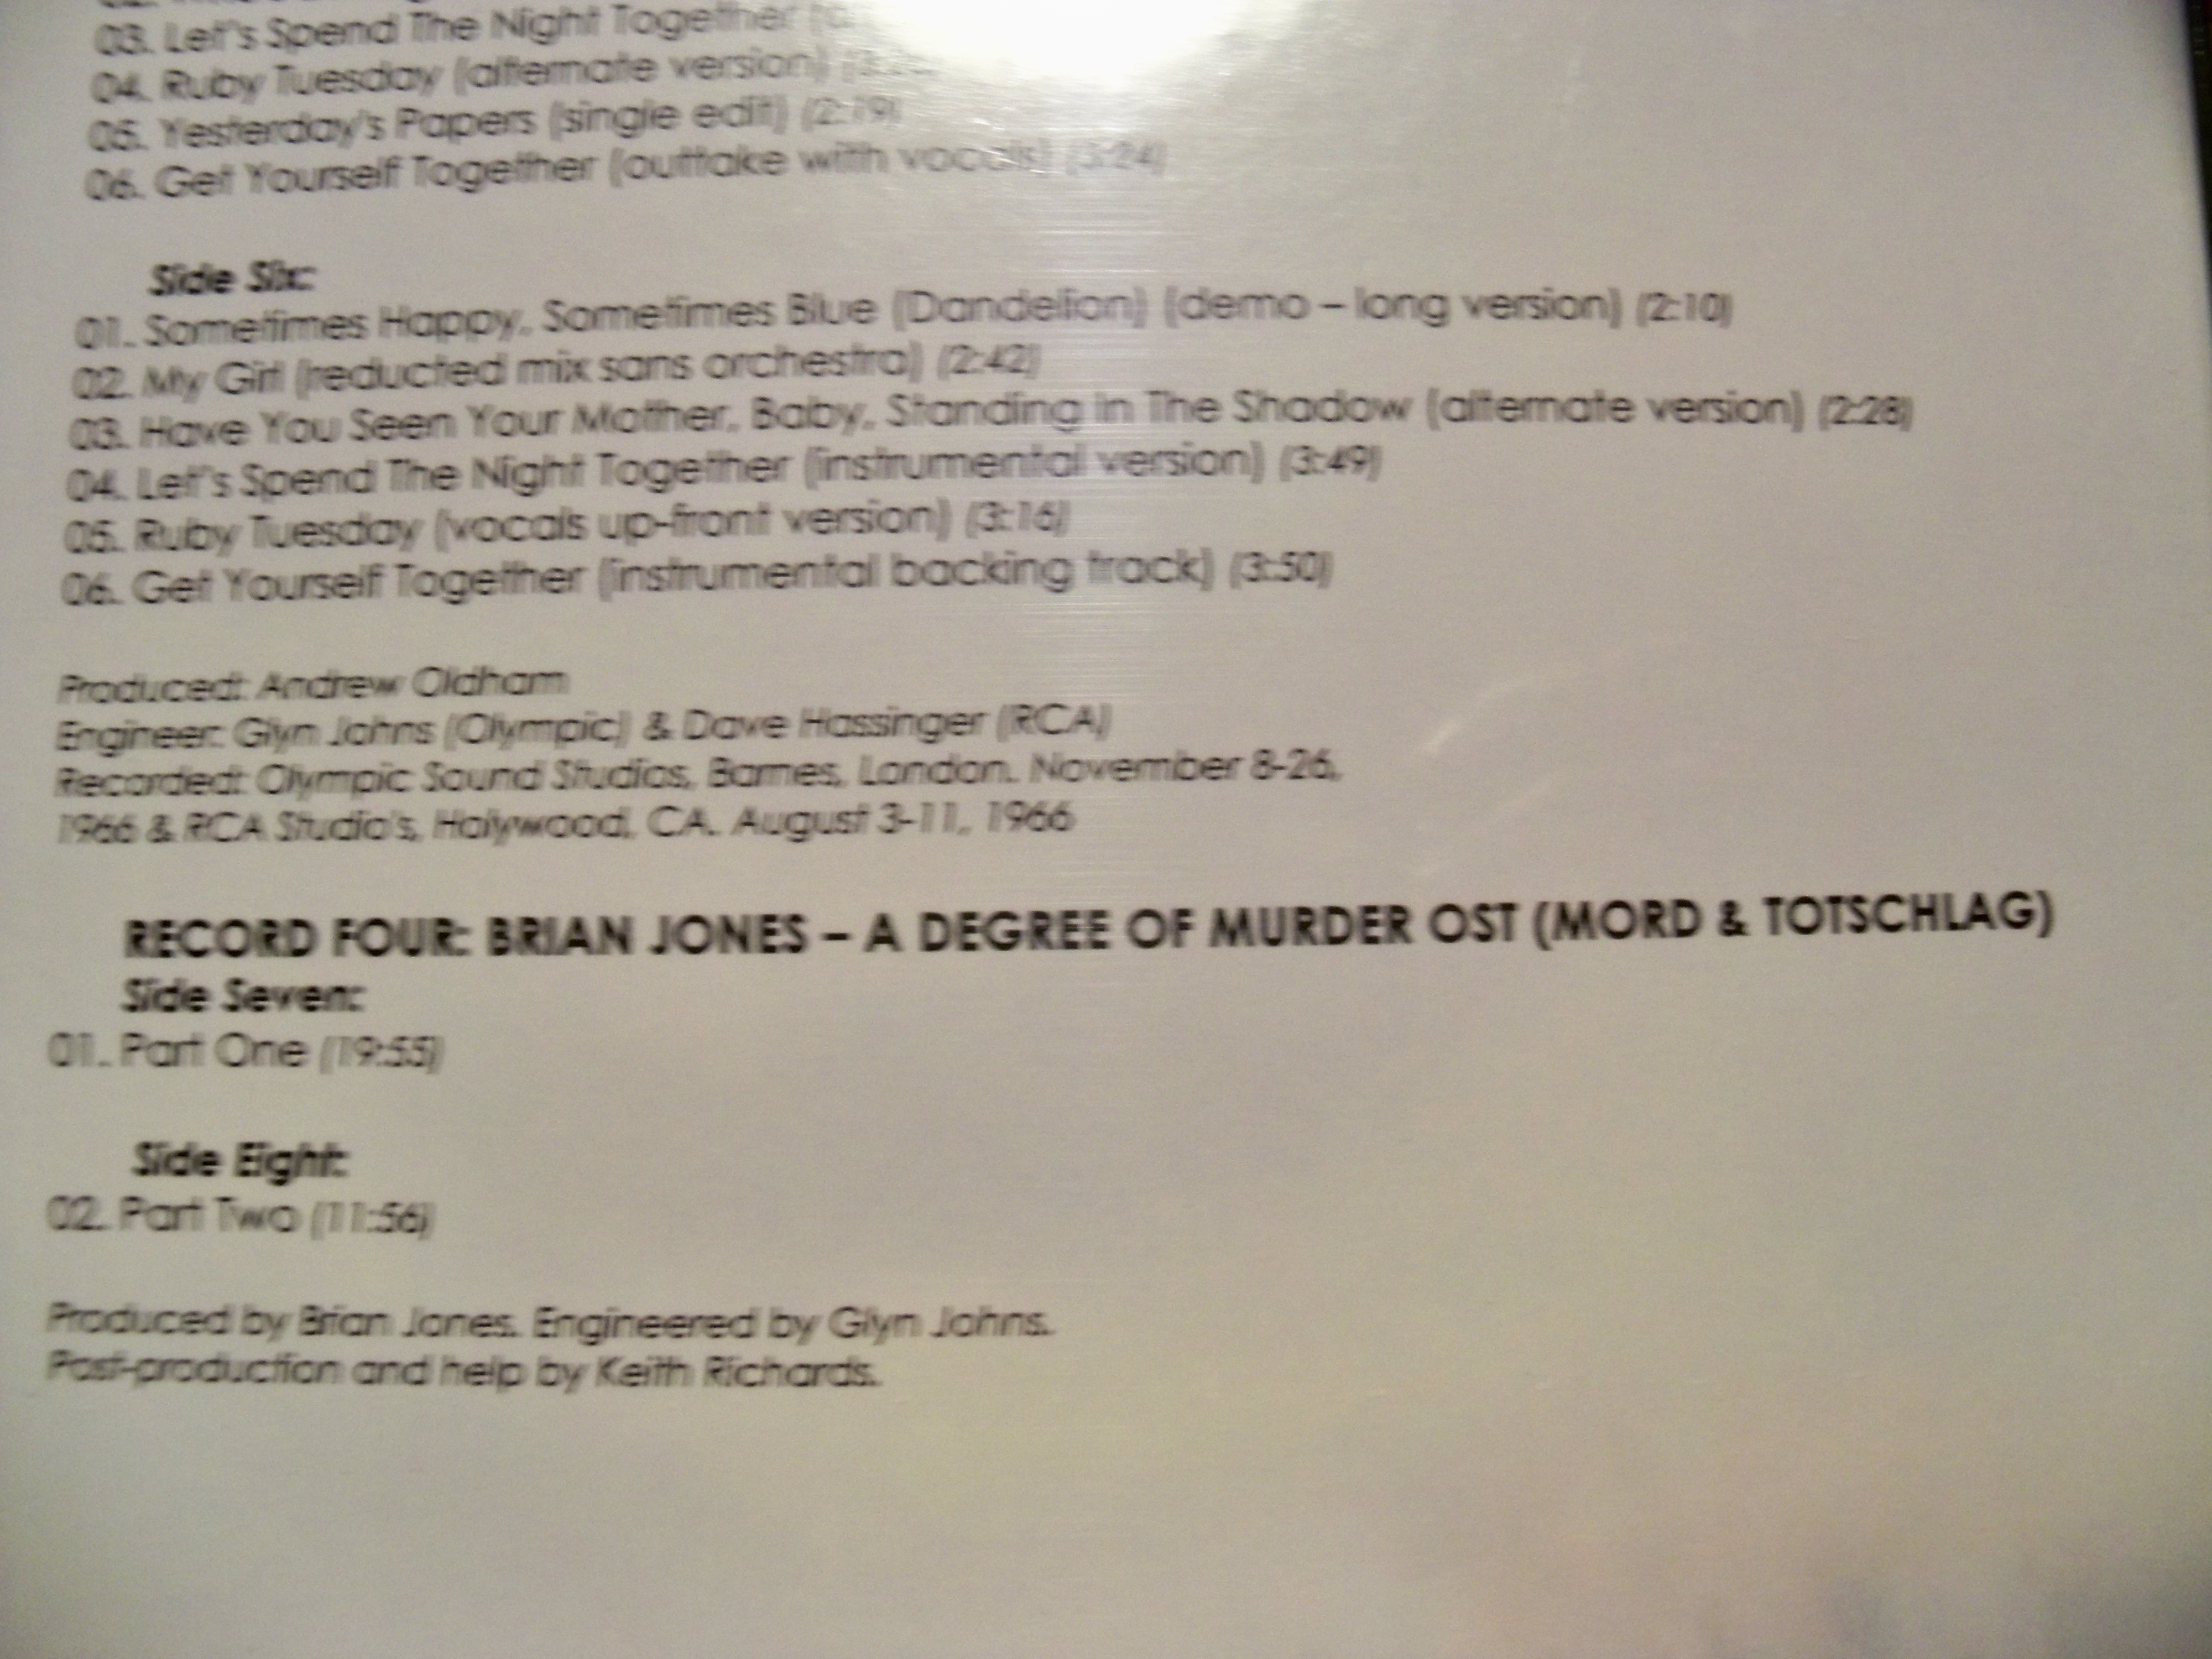 03. Let's Spend The Night Together
04. Ruby Tuesday (alternate version)
05. Yesterday's Papers (single edit) (2:19)
06. Get Yourself Together (outtake with vocals) (3:24)
Side Six:
01. Sometimes Happy, Sometimes Blue (Dandelion) (demo – long version) (2:10)
02. My Girl (reducted mix sans orchestra) (2:42)
03. Have You Seen Your Mother, Baby, Standing In The Shadow (alternate version) (2:28)
04. Let's Spend The Night Together (instrumental version) (3:49)
05. Ruby Tuesday (vocals up-front version) (3:16)
06. Get Yourself Together (instrumental backing track) (3:50)
Produced: Andrew Oldham
Engineer: Glyn Johns (Olympic) & Dave Hassinger (RCA)
Recorded: Olympic Sound Studios, Barnes, London. November 8-26,
1966 & RCA Studio's, Holywood, CA. August 3-11, 1966
RECORD FOUR: BRIAN JONES – A DEGREE OF MURDER OST (MORD & TOTSCHLAG)
Side Seven:
01. Part One (19:55)
Side Eight:
02. Part Two (11:56)
Produced by Brian Jones. Engineered by Glyn Johns.
Post-production and help by Keith Richards.